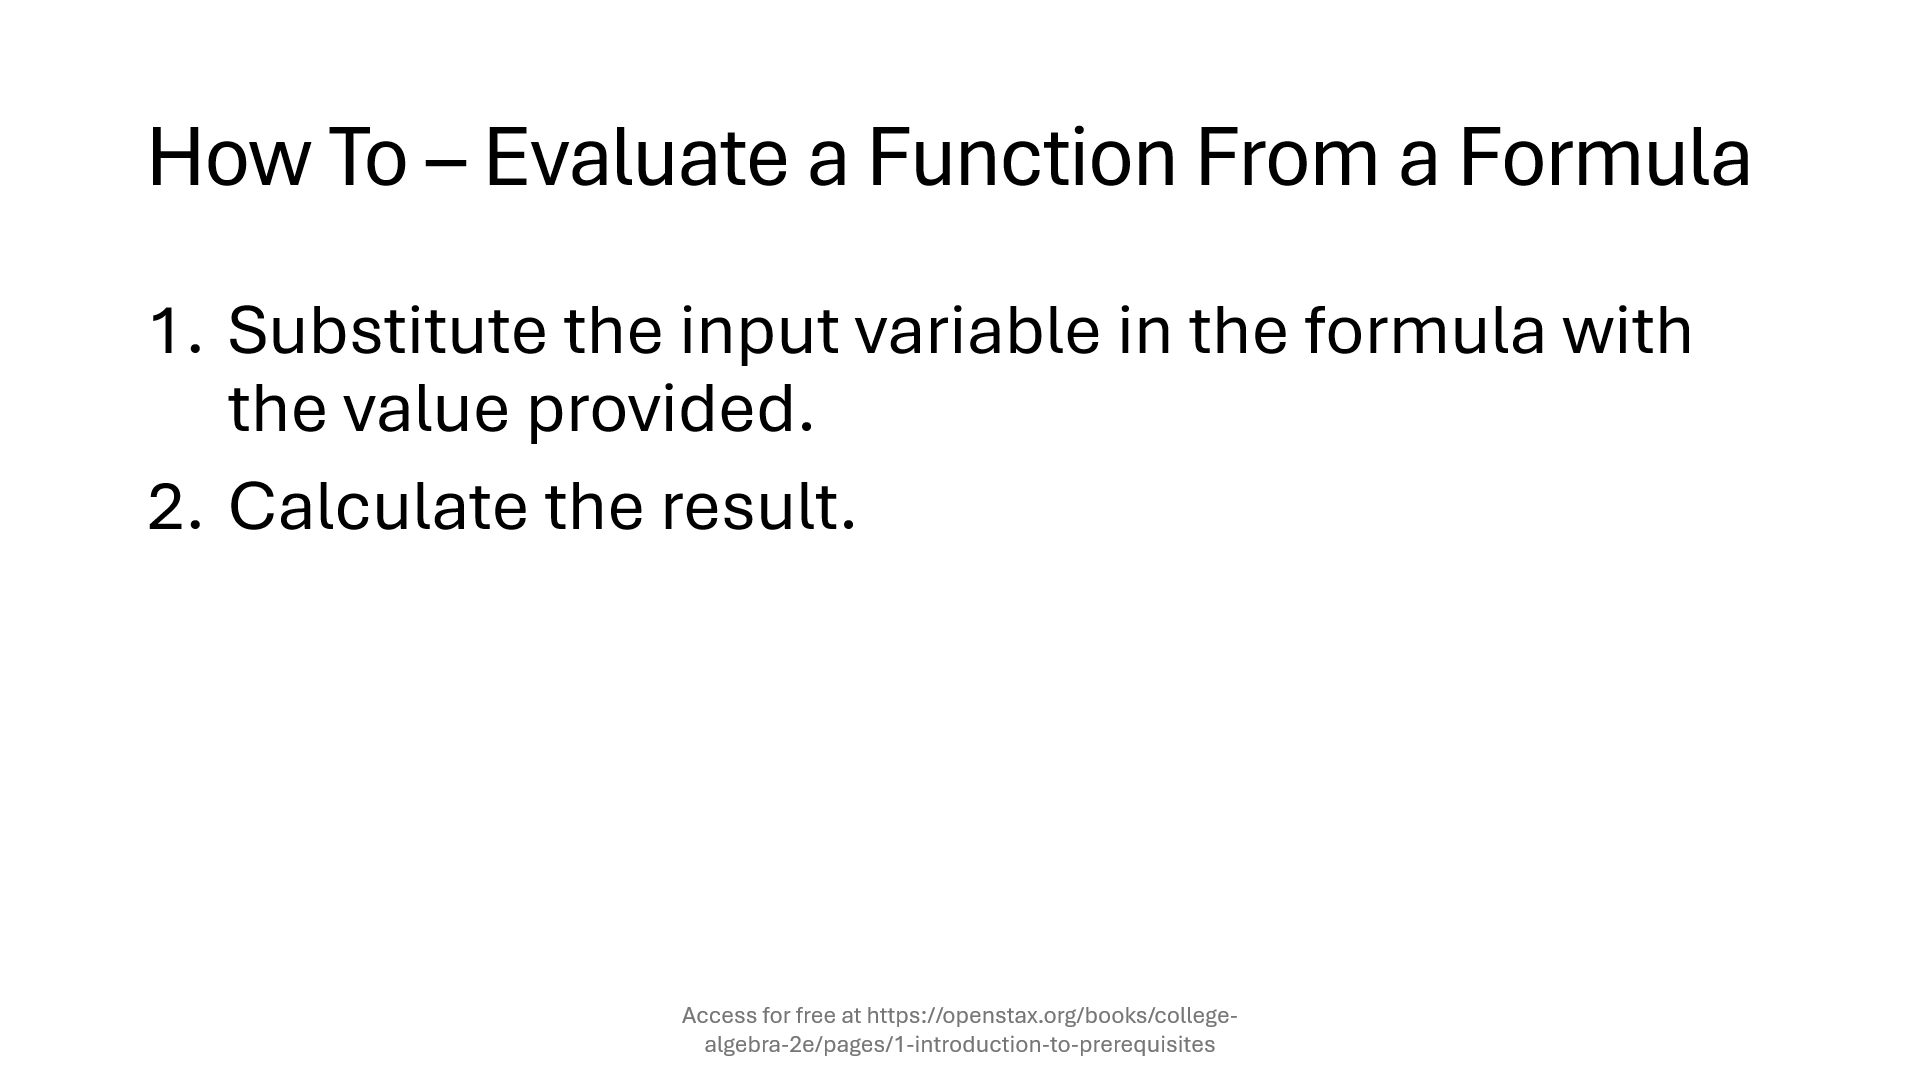 How To – Evaluate a Function From a Formula
1. Substitute the input variable in the formula with
the value provided.
2. Calculate the result.
Access for free at https://openstax.org/books/college-
algebra-2e/pages/1-introduction-to-prerequisites